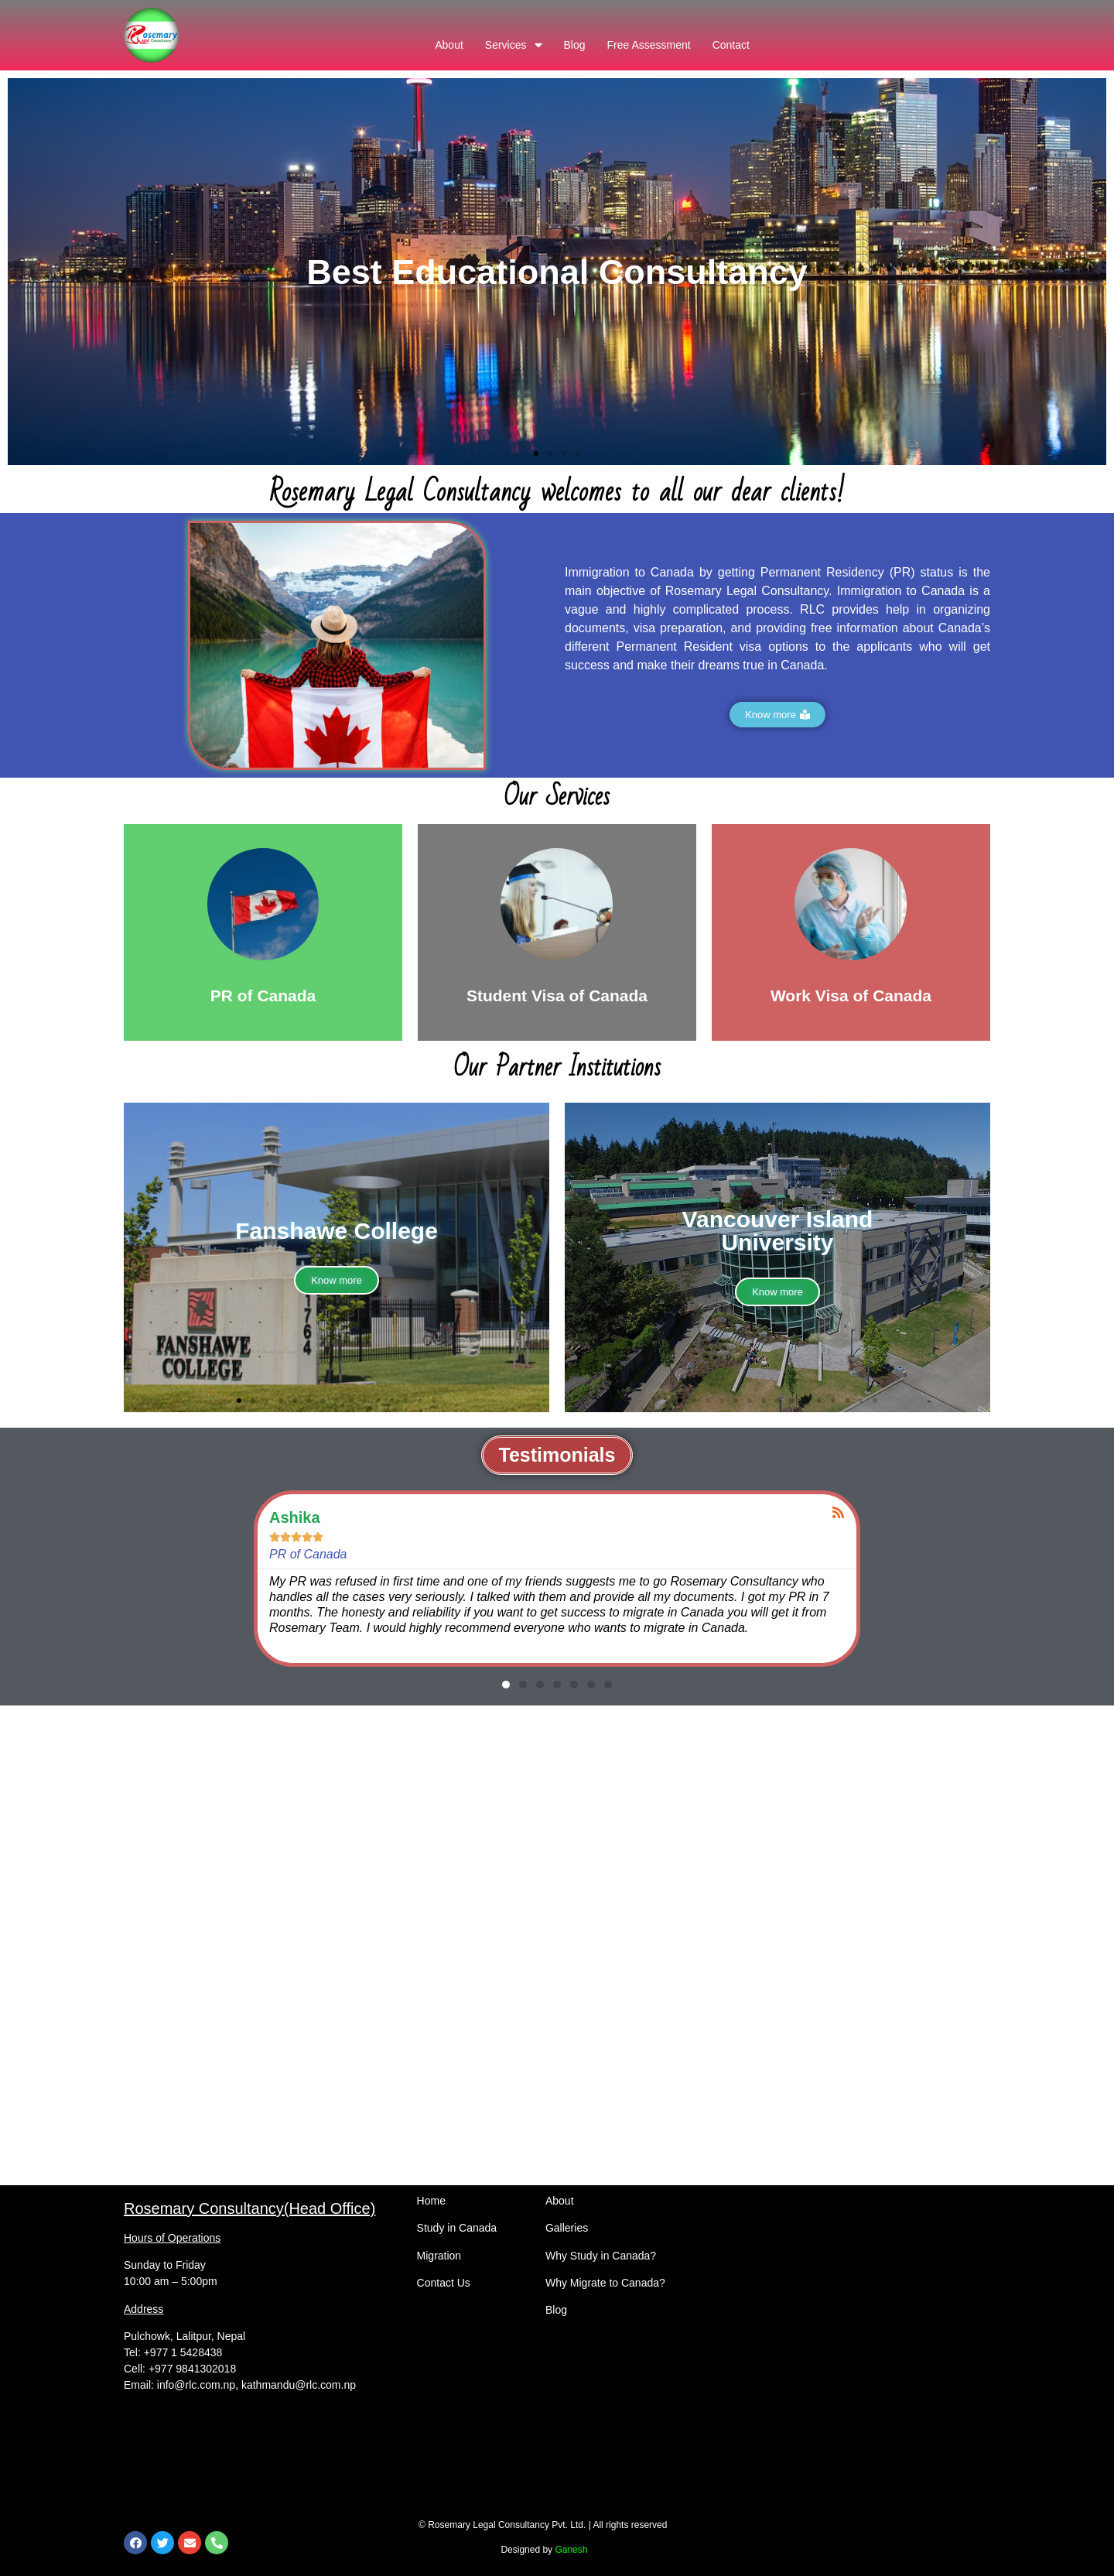 Rosemary
Legal Consultancy
About
Services
Blog
Free Assessment
Contact
Best Educational Consultancy
Rosemary Legal Consultancy welcomes to all our dear clients!
Immigration to Canada by getting Permanent Residency (PR) status is the
main objective of Rosemary Legal Consultancy. Immigration to Canada is a
vague and highly complicated process. RLC provides help in organizing
documents, visa preparation, and providing free information about Canada’s
different Permanent Resident visa options to the applicants who will get
success and make their dreams true in Canada.
Know more
Our Services
PR of Canada
Student Visa of Canada
Work Visa of Canada
Our Partner Institutions
Fanshawe College
Know more
FANSHAWE
COLLEGE
764
Vancouver Island
University
Know more
Testimonials
Ashika
PR of Canada
My PR was refused in first time and one of my friends suggests me to go Rosemary Consultancy who
handles all the cases very seriously. I talked with them and provide all my documents. I got my PR in 7
months. The honesty and reliability if you want to get success to migrate in Canada you will get it from
Rosemary Team. I would highly recommend everyone who wants to migrate in Canada.
Rosemary Consultancy(Head Office)
Hours of Operations
Sunday to Friday
10:00 am – 5:00pm
Address
Pulchowk, Lalitpur, Nepal
Tel: +977 1 5428438
Cell: +977 9841302018
Email: info@rlc.com.np, kathmandu@rlc.com.np
Home
Study in Canada
Migration
Contact Us
About
Galleries
Why Study in Canada?
Why Migrate to Canada?
Blog
© Rosemary Legal Consultancy Pvt. Ltd. | All rights reserved
Designed by Ganesh